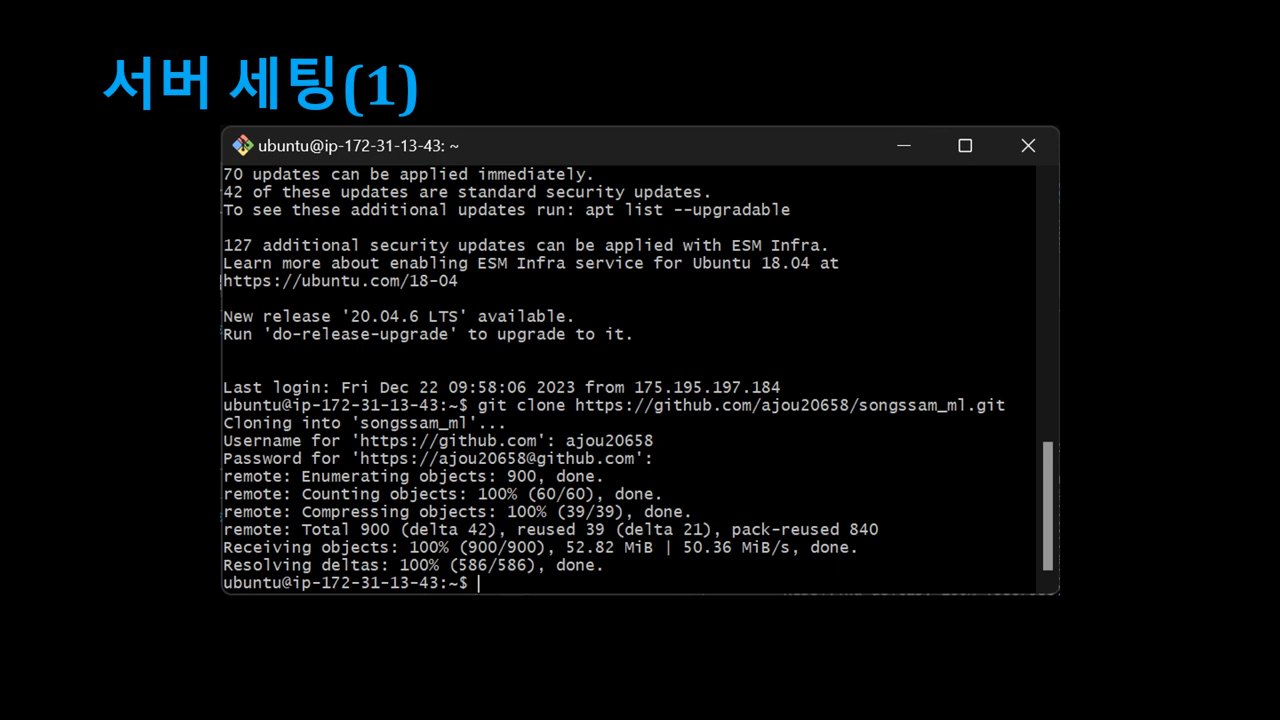 서버 세팅(1)
ubuntu@ip-172-31-13-43: ~
70 updates can be applied immediately.
42 of these updates are standard security updates.
To see these additional updates run: apt list --upgradable
127 additional security updates can be applied with ESM Infra.
Learn more about enabling ESM Infra service for Ubuntu 18.04 at
https://ubuntu.com/18-04
New release '20.04.6 LTS' available.
Run 'do-release-upgrade' to upgrade to it.
Last login: Fri Dec 22 09:58:06 2023 from 175.195.197.184
ubuntu@ip-172-31-13-43:~$ git clone https://github.com/ajou20658/songssam_ml.git
Cloning into 'songssam_ml'...
Username for 'https://github.com': ajou20658
Password for 'https://ajou20658@github.com':
remote: Enumerating objects: 900, done.
remote: Counting objects: 100% (60/60), done.
remote: Compressing objects: 100% (39/39), done.
remote: Total 900 (delta 42), reused 39 (delta 21), pack-reused 840
Receiving objects: 100% (900/900), 52.82 MiB | 50.36 MiB/s, done.
Resolving deltas: 100% (586/586), done.
ubuntu@ip-172-31-13-43:~$